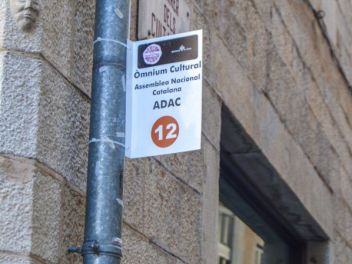 Òmnium Cultural
Assemblea Nacional
Catalana
ADAC
12